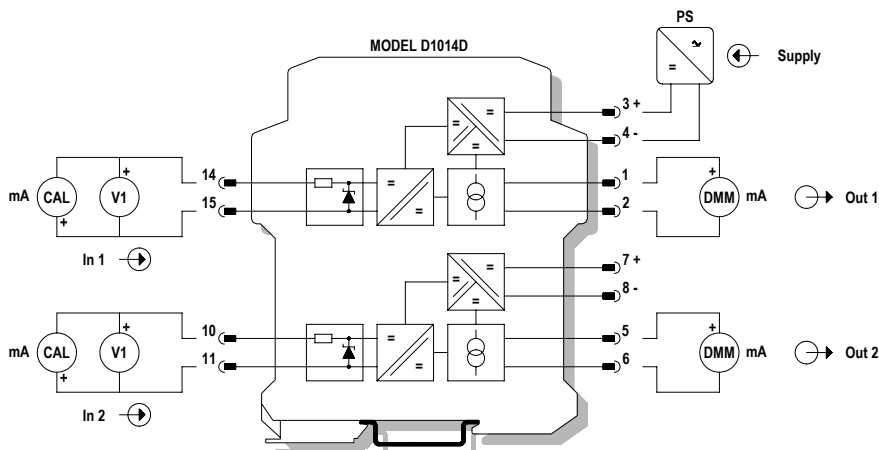 PS
MODEL D1014D
Supply
3 +
4 -
mA CAL + V1 + 14 1 + DMM mA Out 1
15 2
In 1
7 +
8 -
mA CAL + V1 + 10 5 + DMM mA Out 2
11 6
In 2